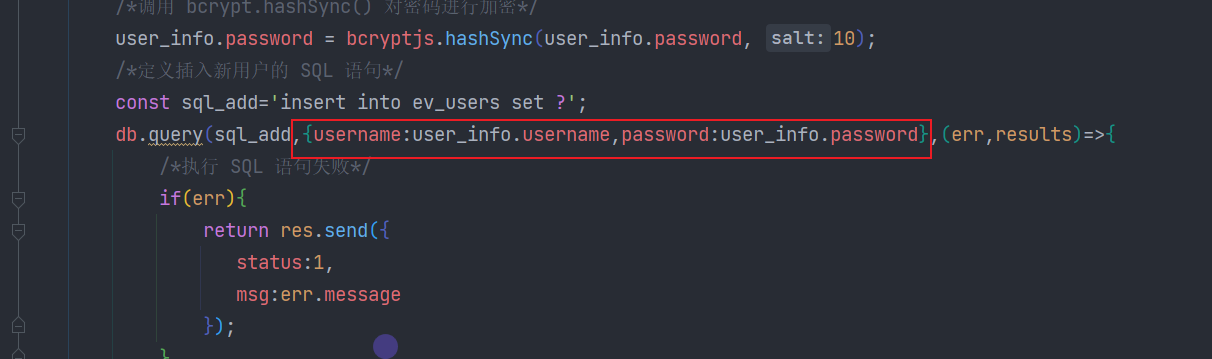 /*调用 bcrypt.hashSync() 对密码进行加密*/
user_info.password = bcryptjs.hashSync(user_info.password, salt: 10);
/*定义插入新用户的 SQL 语句*/
const sql_add='insert into ev_users set ?';
db.query(sql_add,{username:user_info.username,password:user_info.password},(err,results)=>{
/*执行 SQL 语句失败*/
if(err){
return res.send({
status:1,
msg:err.message
});
}